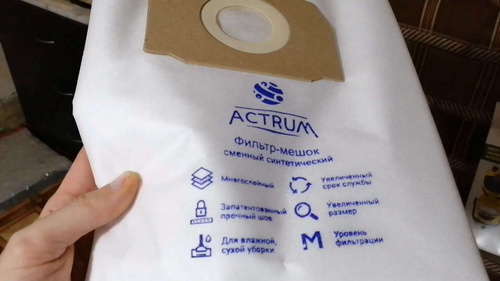 ACTRUM
Фильтр-мешок
сменный синтетический
Многослойный
Увеличенный
срок службы
Запатентованный
прочный шов
Увеличенный
размер
Для влажной,
сухой уборки
M Уровень
фильтрации